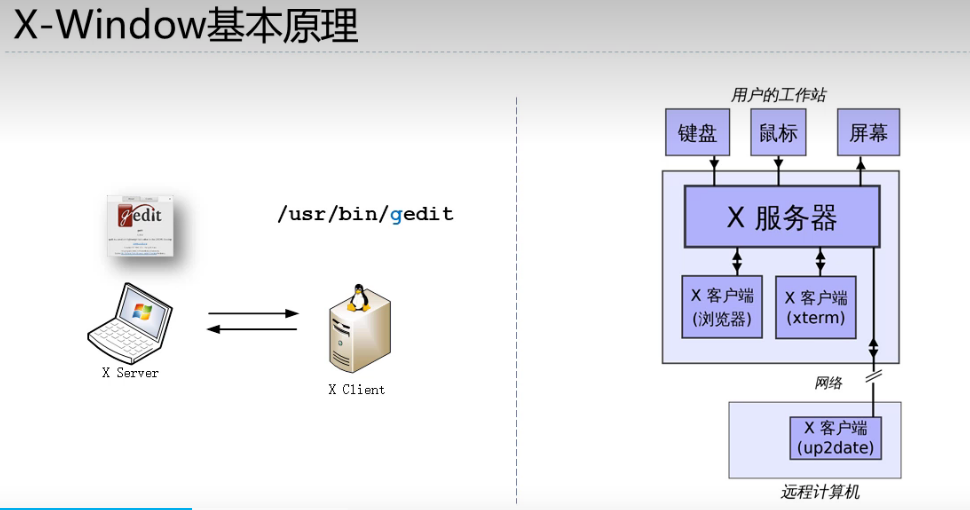 X-Window基本原理
gedit
/usr/bin/gedit
X Server
X Client
用户的工作站
键盘
鼠标
屏幕
X 服务器
X 客户端
(浏览器)
X 客户端
(xterm)
网络
X 客户端
(up2date)
远程计算机